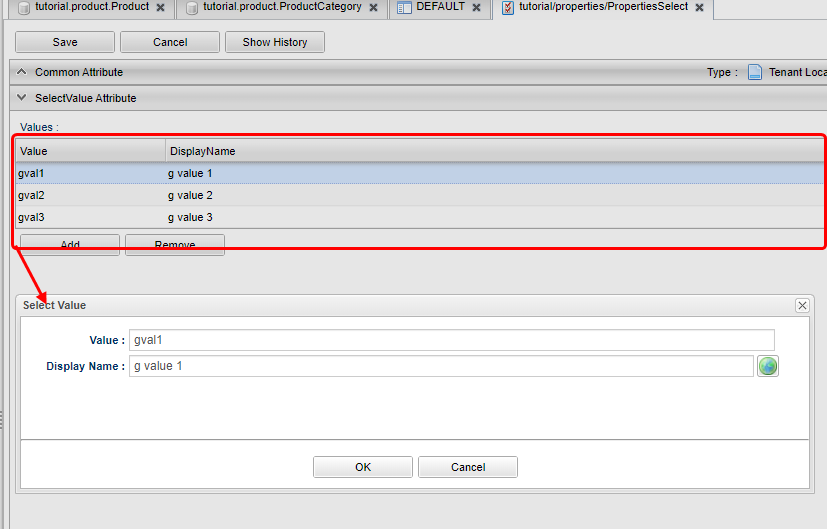 tutorial.product.Product tutorial.product.ProductCategory DEFAULT tutorial/properties/PropertiesSelect
Save Cancel Show History
Common Attribute Type : Tenant Loca
SelectValue Attribute
Values :
Value DisplayName
gval1 g value 1
gval2 g value 2
gval3 g value 3
Add Remove
Select Value
Value : gval1
Display Name : g value 1
OK Cancel